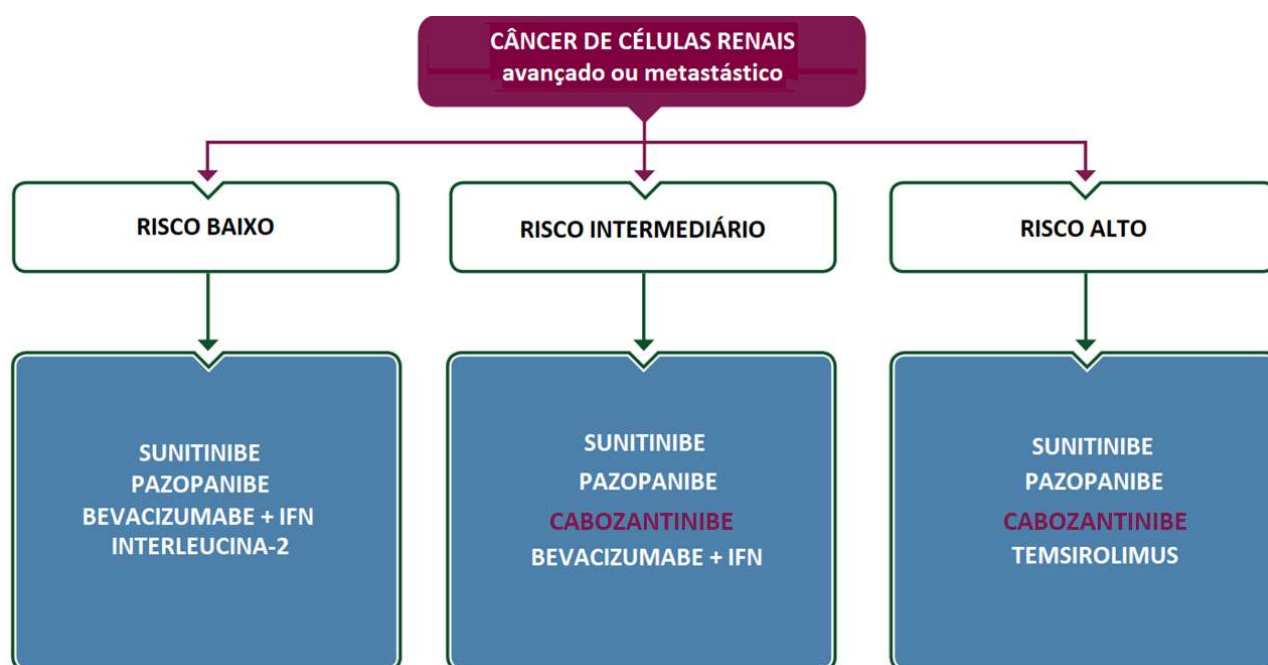 CÂNCER DE CÉLULAS RENAIS
avançado ou metastástico
RISCO BAIXO
RISCO INTERMEDIÁRIO
RISCO ALTO
SUNITINIBE
PAZOPANIBE
BEVACIZUMABE + IFN
INTERLEUCINA-2
SUNITINIBE
PAZOPANIBE
CABOZANTINIBE
BEVACIZUMABE + IFN
SUNITINIBE
PAZOPANIBE
CABOZANTINIBE
TEMSIROLIMUS